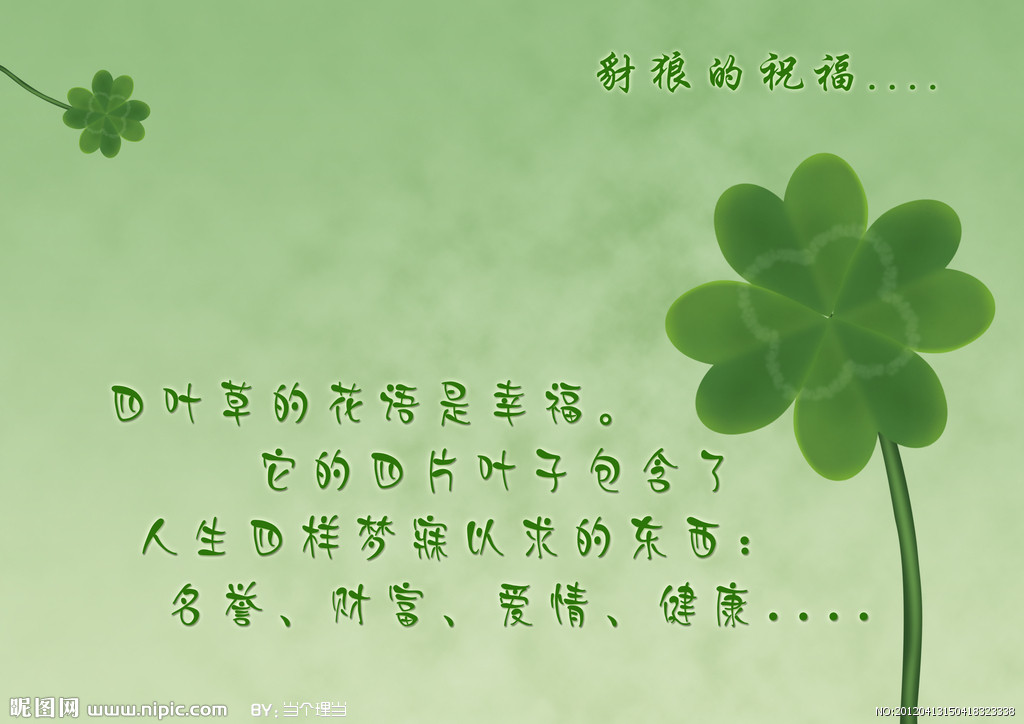 豺狼的祝福....
四叶草的花语是幸福。
它的四片叶子包含了
人生四样梦寐以求的东西：
名誉、财富、爱情、健康....
昵图网 www.nipic.com BY: 当个理当
NO:20120413150418323338